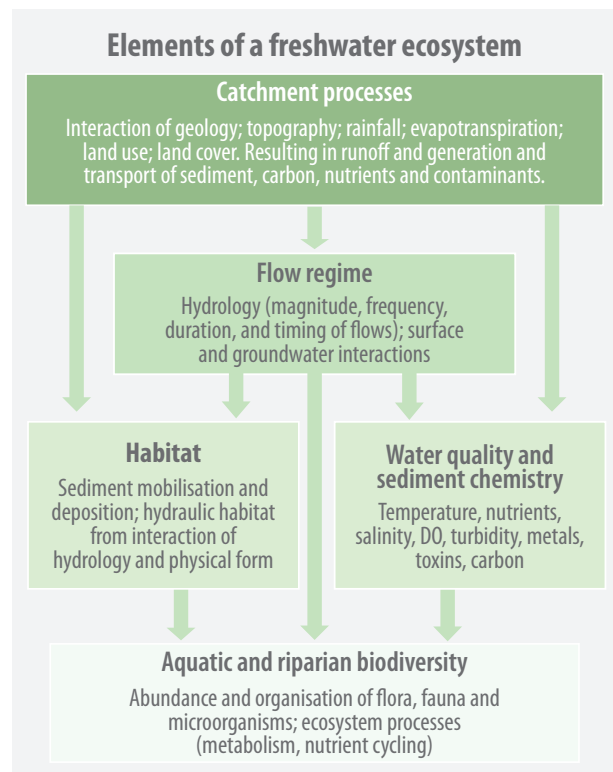 Elements of a freshwater ecosystem
Catchment processes
Interaction of geology; topography; rainfall; evapotranspiration;
land use; land cover. Resulting in runoff and generation and
transport of sediment, carbon, nutrients and contaminants.
Flow regime
Hydrology (magnitude, frequency,
duration, and timing of flows); surface
and groundwater interactions
Habitat
Sediment mobilisation and
deposition; hydraulic habitat
from interaction of
hydrology and physical form
Water quality and
sediment chemistry
Temperature, nutrients,
salinity, DO, turbidity, metals,
toxins, carbon
Aquatic and riparian biodiversity
Abundance and organisation of flora, fauna and
microorganisms; ecosystem processes
(metabolism, nutrient cycling)